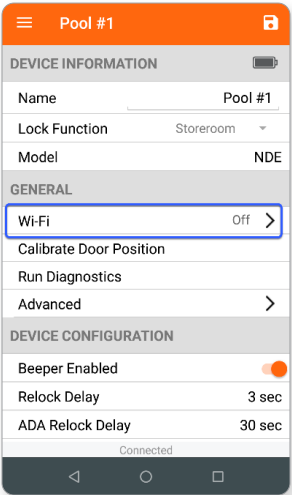 Pool #1
DEVICE INFORMATION
Name Pool #1
Lock Function Storeroom
Model NDE
GENERAL
Wi-Fi Off
Calibrate Door Position
Run Diagnostics
Advanced
DEVICE CONFIGURATION
Beeper Enabled
Relock Delay 3 sec
ADA Relock Delay 30 sec
Connected